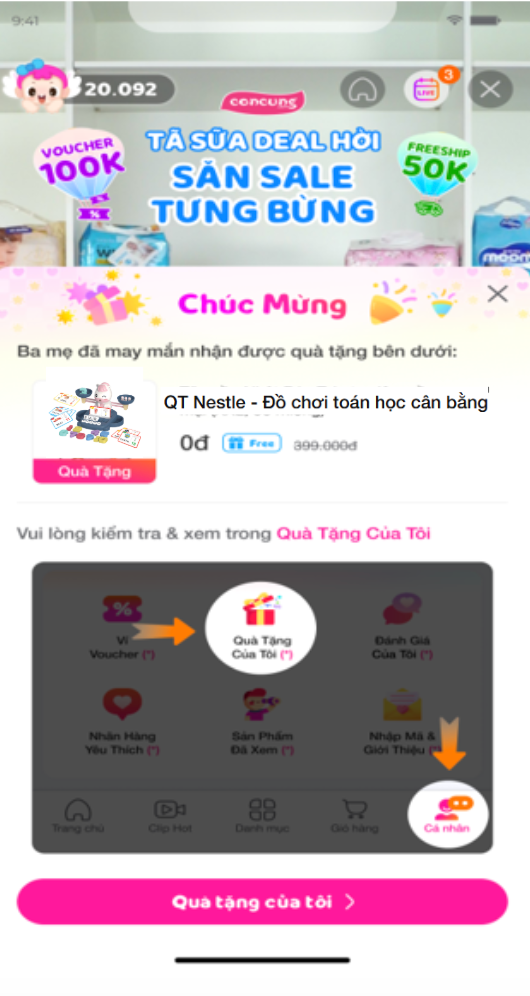 9:41
20.092
LIVE
3
concung
VOUCHER
100K
TÃ SỮA DEAL HỜI
SĂN SALE
TƯNG BỪNG
FREESHIP
50K
moony
Chúc Mừng
Ba mẹ đã may mắn nhận được quà tặng bên dưới:
QT Nestle - Đồ chơi toán học cân bằng
0đ Free 399.000đ
Quà Tặng
Vui lòng kiểm tra & xem trong Quà Tặng Của Tôi
Ví
Voucher (*)
Quà Tặng
Của Tôi (*)
Đánh Giá
Của Tôi (*)
Nhãn Hàng
Yêu Thích (*)
Sản Phẩm
Đã Xem (*)
Nhập Mã &
Giới Thiệu (*)
Trang chủ
Clip Hot
Danh mục
Giỏ hàng
Cá nhân
Quà tặng của tôi